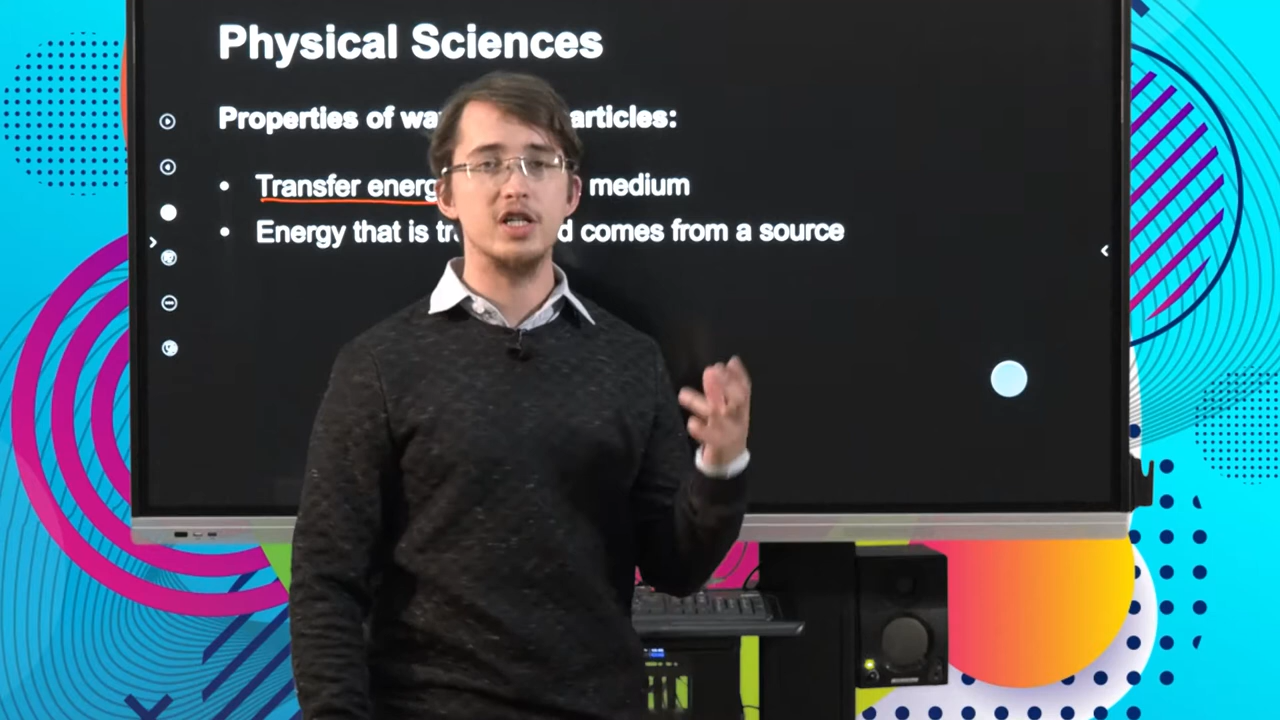 Physical Sciences
Properties of wa articles:
• Transfer energ medium
• Energy that is tr d comes from a source